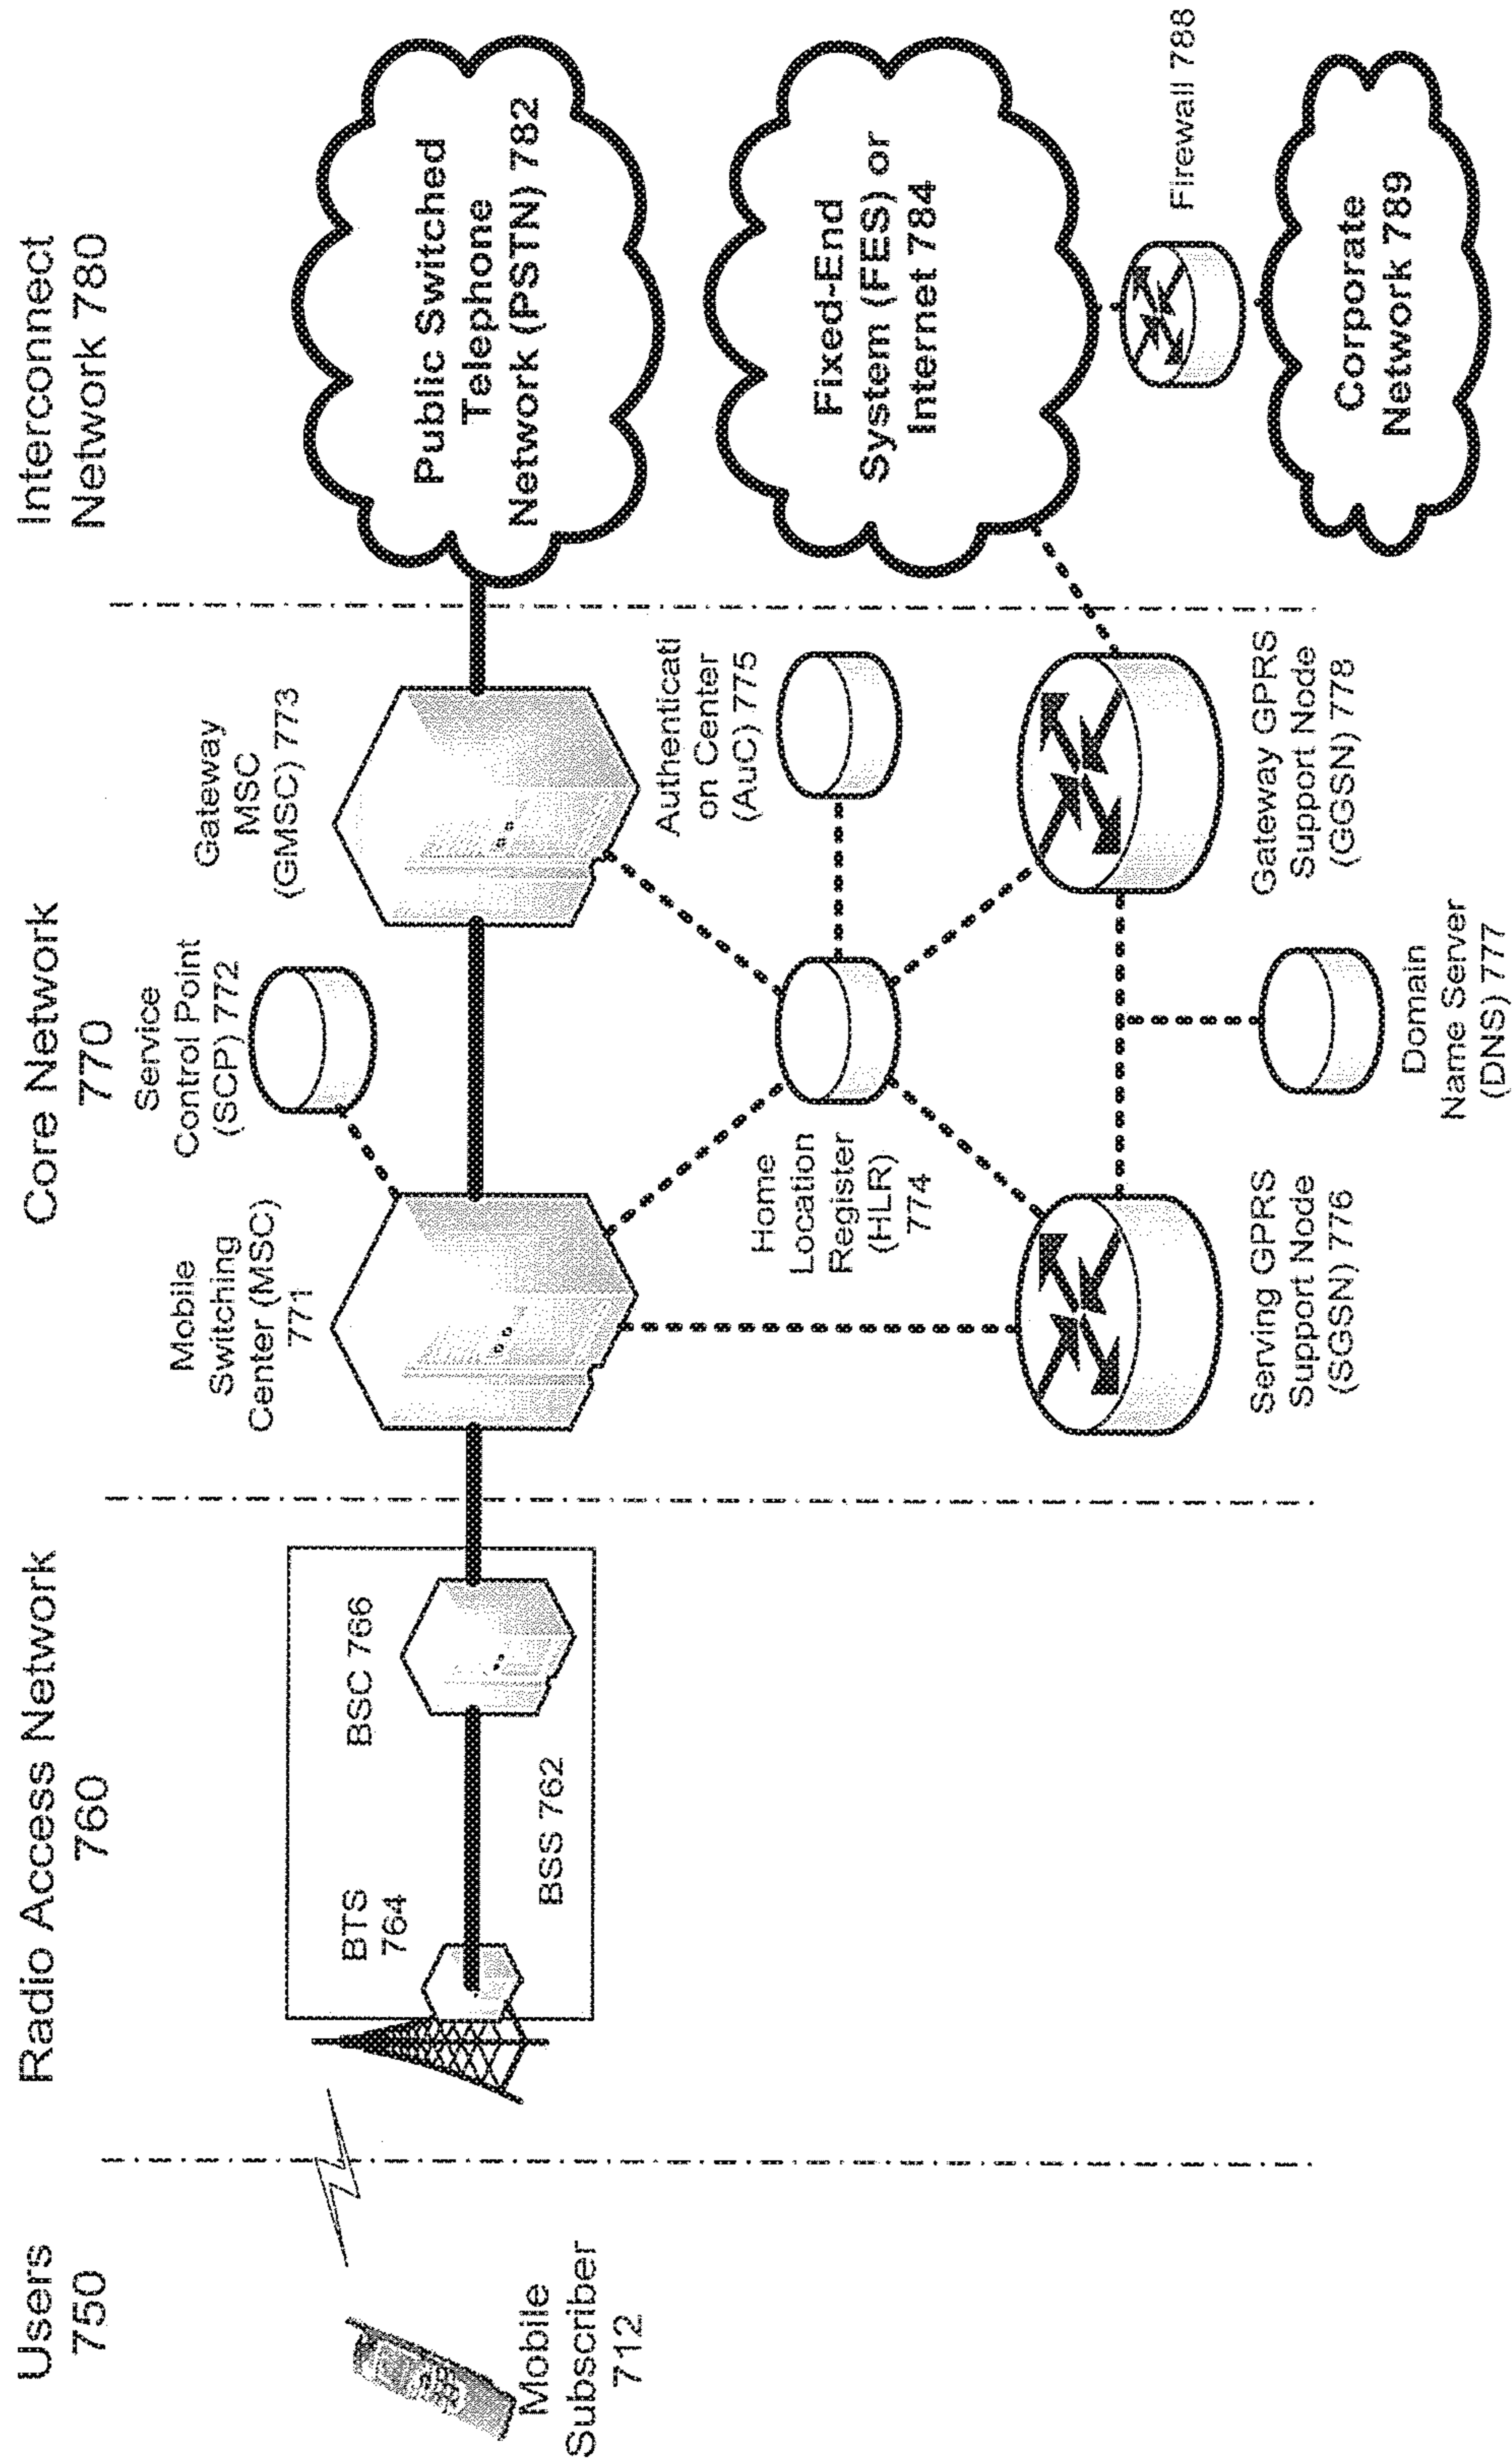 Users
750
Radio Access Network
760
Core Network
770
Interconnect
Network 780
Mobile
Subscriber
712
BTS
764
BSC 766
BSS 762
Mobile
Switching
Center (MSC)
771
Service
Control Point
(SCP) 772
Gateway
MSC
(GMSC) 773
Home
Location
Register
(HLR)
774
Authenticati
on Center
(AuC) 775
Serving GPRS
Support Node
(SGSN) 776
Domain
Name Server
(DNS) 777
Gateway GPRS
Support Node
(GGSN) 778
Public Switched
Telephone
Network (PSTN) 782
Fixed-End
System (FES) or
Internet 784
Firewall 788
Corporate
Network 789